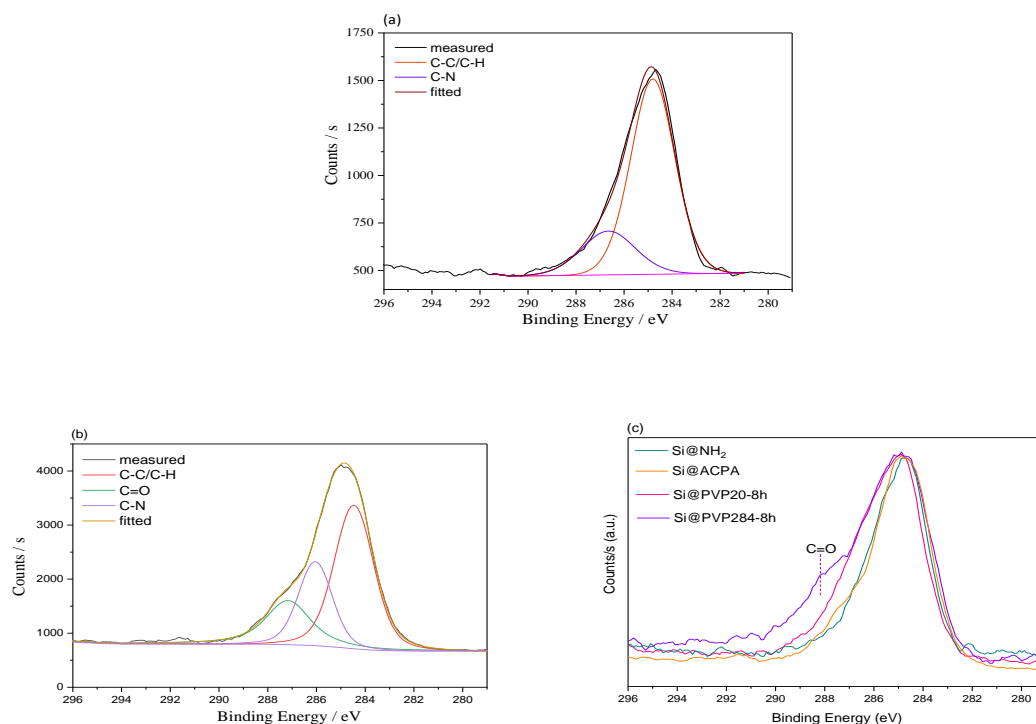 (a)
1750
1500
1250
1000
750
500
Counts / s
measured
C-C/C-H
C-N
fitted
296 294 292 290 288 286 284 282 280
Binding Energy / eV
(b)
4000
3000
2000
1000
0
Counts / s
measured
C-C/C-H
C=O
C-N
fitted
296 294 292 290 288 286 284 282 280
Binding Energy / eV
(c)
Counts/s (a.u.)
Si@NH₂
Si@ACPA
Si@PVP20-8h
Si@PVP284-8h
C=O
296 294 292 290 288 286 284 282 280
Binding Energy (eV)